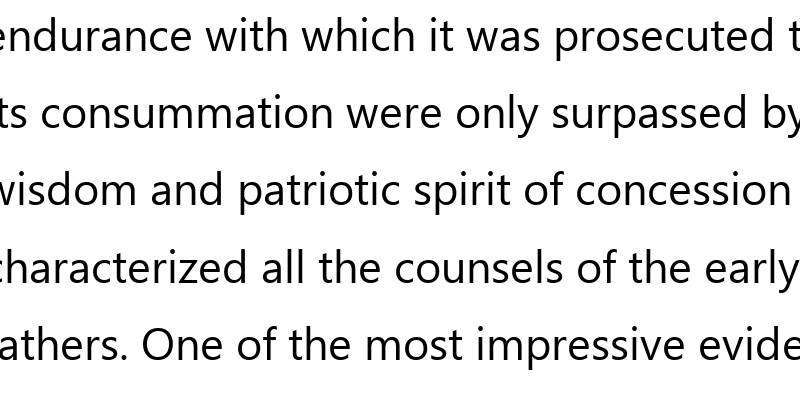 endurance with which it was prosecuted t
ts consummation were only surpassed by
wisdom and patriotic spirit of concession
characterized all the counsels of the early
athers. One of the most impressive evide